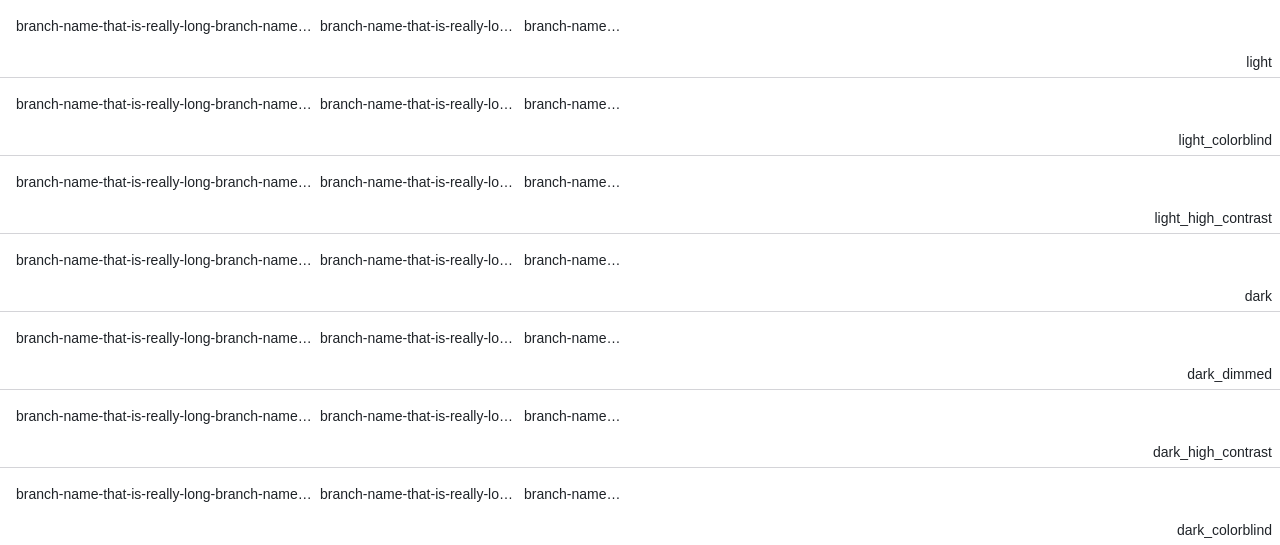 branch-name-that-is-really-long-branch-name… branch-name-that-is-really-lo… branch-name…
light
branch-name-that-is-really-long-branch-name… branch-name-that-is-really-lo… branch-name…
light_colorblind
branch-name-that-is-really-long-branch-name… branch-name-that-is-really-lo… branch-name…
light_high_contrast
branch-name-that-is-really-long-branch-name… branch-name-that-is-really-lo… branch-name…
dark
branch-name-that-is-really-long-branch-name… branch-name-that-is-really-lo… branch-name…
dark_dimmed
branch-name-that-is-really-long-branch-name… branch-name-that-is-really-lo… branch-name…
dark_high_contrast
branch-name-that-is-really-long-branch-name… branch-name-that-is-really-lo… branch-name…
dark_colorblind